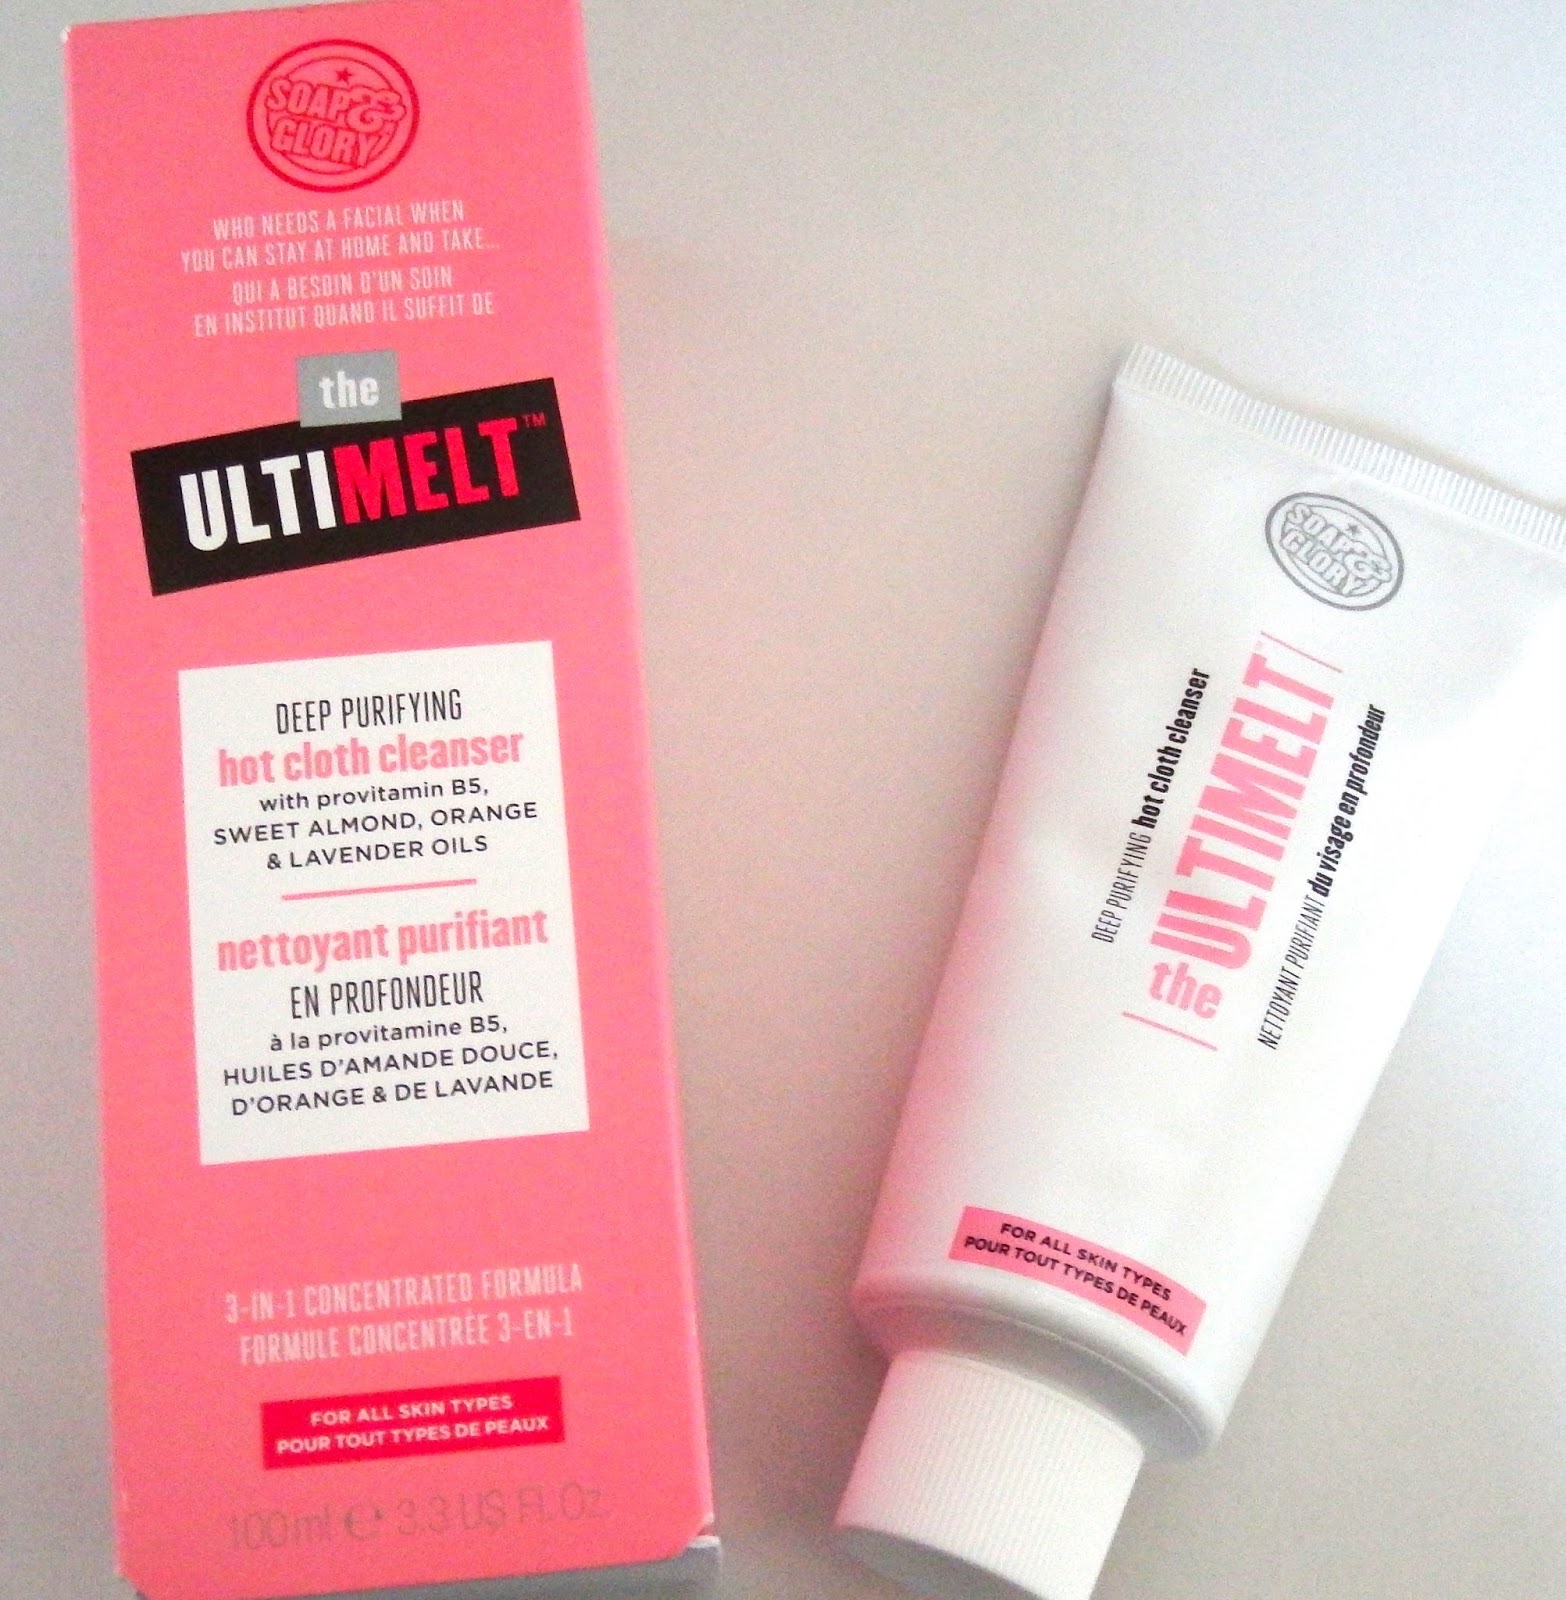 SOAP &
GLORY
WHO NEEDS A FACIAL WHEN
YOU CAN STAY AT HOME AND TAKE...
QUI A BESOIN D'UN SOIN
EN INSTITUT QUAND IL SUFFIT DE
the
ULTIMELT™
DEEP PURIFYING
hot cloth cleanser
with provitamin B5,
SWEET ALMOND, ORANGE
& LAVENDER OILS
nettoyant purifiant
EN PROFONDEUR
à la provitamine B5,
HUILES D'AMANDE DOUCE,
D'ORANGE & DE LAVANDE
3-IN-1 CONCENTRATED FORMULA
FORMULE CONCENTRÉE 3-EN-1
FOR ALL SKIN TYPES
POUR TOUT TYPES DE PEAUX
100ml ℮ 3.3 US Fl. Oz
SOAP &
GLORY
DEEP PURIFYING hot cloth cleanser
the ULTIMELT™
NETTOYANT PURIFIANT du visage en profondeur
FOR ALL SKIN TYPES
POUR TOUT TYPES DE PEAUX